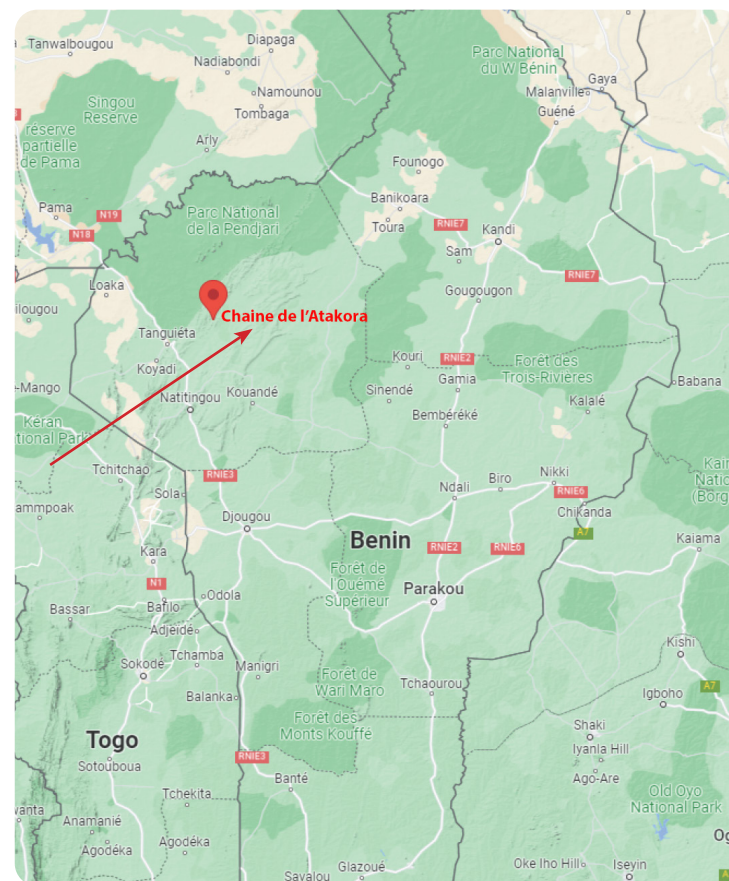 Diapaga
Tanwalbougou
Nadiabondi
Parc National
du W Bénin
Gaya
Malanville
Namounou
Singou
Reserve
Tombaga
Guéné
réserve
partielle
de Pama
Arly
Founogo
Pama
N19
Banikoara
Parc National
de la Pendjari
Toura
RNIE7
Kandi
N18
Sam
RNIE7
Loaka
Gougougon
Chaine de l'Atakora
Tanguiéta
Kouri
RNIE2
Forêt des
Trois-Rivières
Koyadi
Gamia
-Mango
Natitingou
Kouandé
Sinendé
Babana
Kalalé
Bembéréké
Kéran
Tchitchao
RNIE3
Nikki
Biro
Sola
Ndali
RNIE6
Chikanda
Djougou
A7
Benin
RNIE2
RNIE6
Kaiama
Kara
Forêt de
l'Ouémé
Supérieur
N1
Parakou
Odola
Bassar
Bafilo
Adjeidé
Kishi
Tchamba
Sokodé
Manigri
Forêt de
Wari Maro
Tchaourou
A7
Balanka
Igboho
Forêt des
Monts Kouffé
Shaki
Togo
Iyanla Hill
RNIE3
Sotouboua
Banté
Ago-Are
Tchekita
Old Oyo
National Park
Anamanié
Agodéka
Agodéka
Glazoué
Oke Iho Hill
Iseyin
Savalou